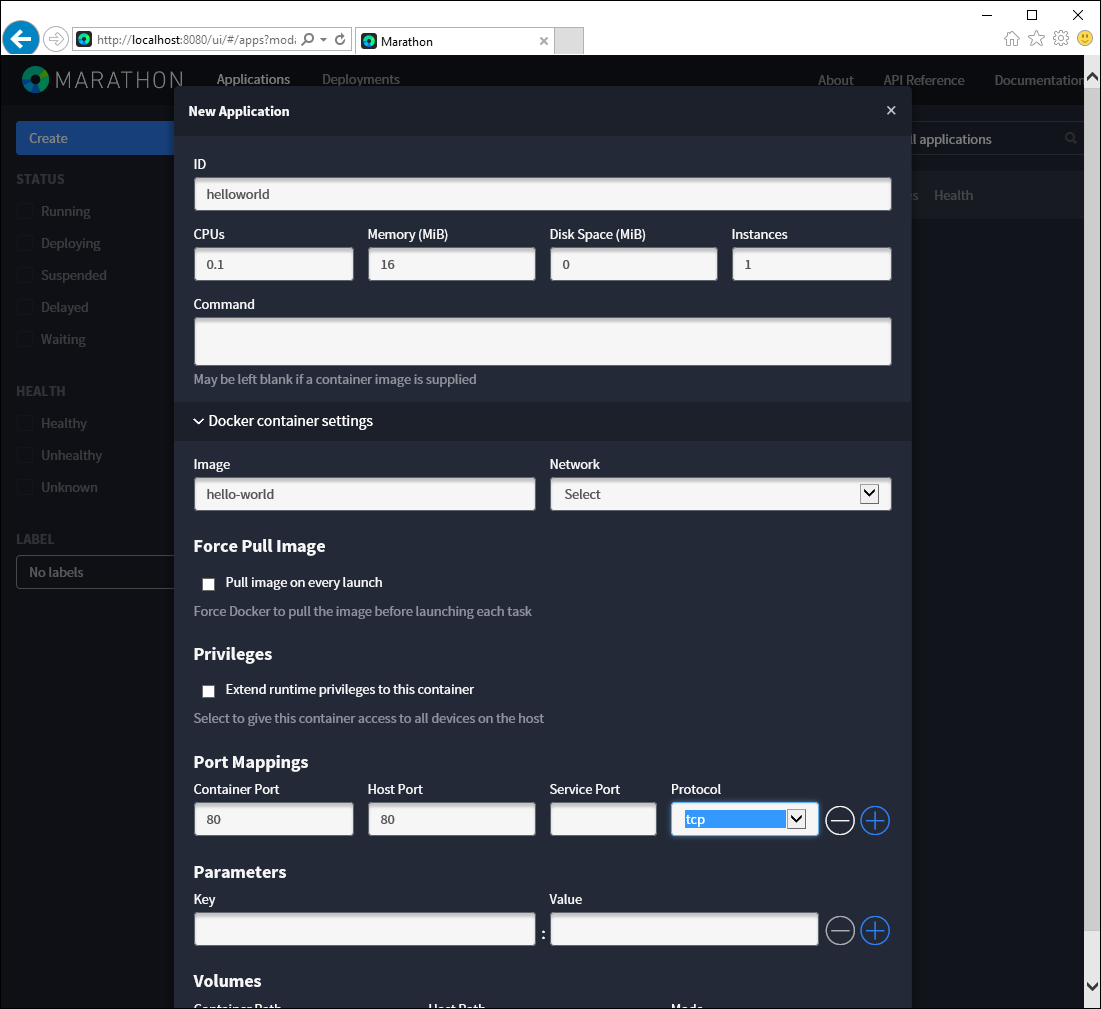 http://localhost:8080/ui/#/apps?moda
Marathon
MARATHON
Applications
Deployments
About
API Reference
Documentation
New Application
Create
ll applications
STATUS
Running
Deploying
Suspended
Delayed
Waiting
HEALTH
Healthy
Unhealthy
Unknown
LABEL
No labels
Health
ID
helloworld
CPUs Memory (MiB) Disk Space (MiB) Instances
0.1 16 0 1
Command
May be left blank if a container image is supplied
Docker container settings
Image Network
hello-world Select
Force Pull Image
Pull image on every launch
Force Docker to pull the image before launching each task
Privileges
Extend runtime privileges to this container
Select to give this container access to all devices on the host
Port Mappings
Container Port Host Port Service Port Protocol
80 80 tcp
Parameters
Key Value
:
Volumes
Container Path Host Path Mode